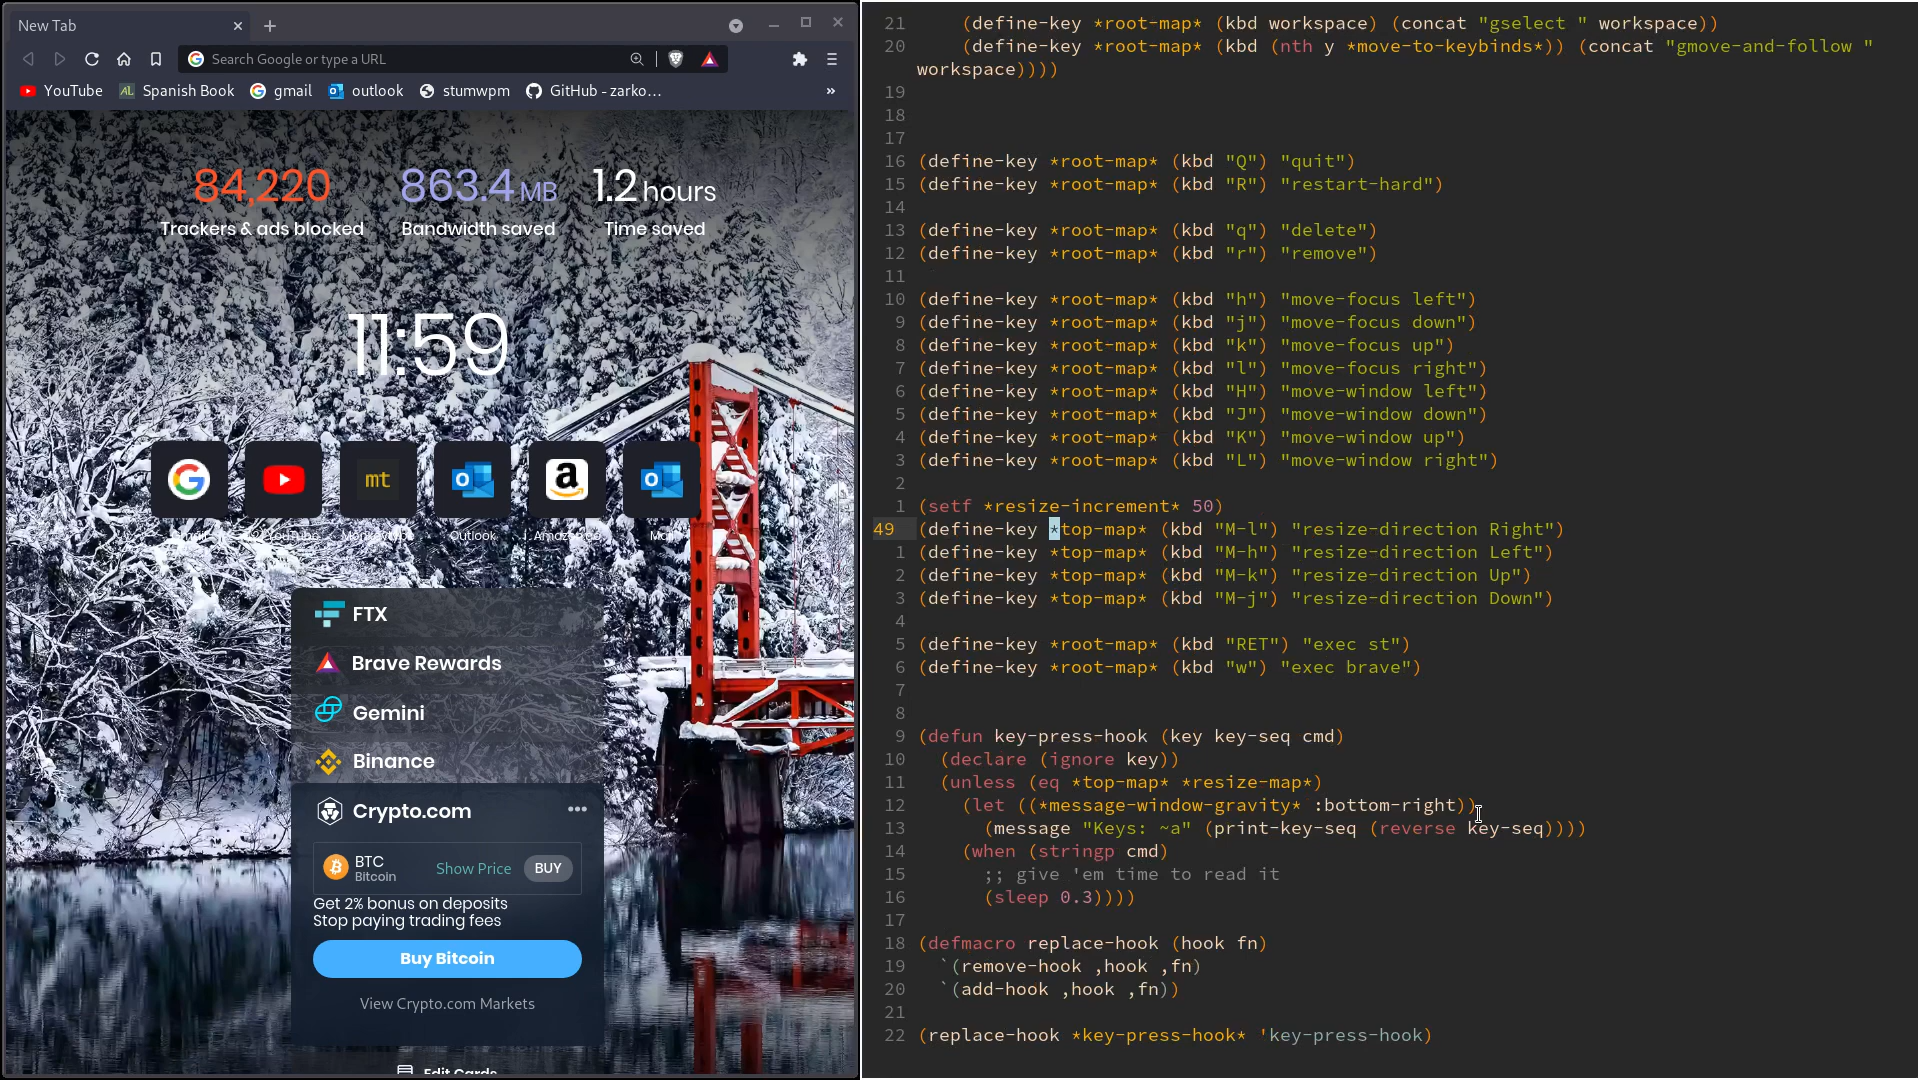 New Tab
Search Google or type a URL
YouTube
AL Spanish Book
gmail
outlook
stumwpm
GitHub - zarko…
»
84,220
Trackers & ads blocked
863.4 MB
Bandwidth saved
1.2 hours
Time saved
11:59
mt
Outlook
FTX
Brave Rewards
Gemini
Binance
Crypto.com
BTC
Bitcoin
Show Price
BUY
Get 2% bonus on deposits
Stop paying trading fees
Buy Bitcoin
View Crypto.com Markets
Edit Cards
21 (define-key *root-map* (kbd workspace) (concat "gselect " workspace))
20 (define-key *root-map* (kbd (nth y *move-to-keybinds*)) (concat "gmove-and-follow "
workspace))))
19
18
17
16 (define-key *root-map* (kbd "Q") "quit")
15 (define-key *root-map* (kbd "R") "restart-hard")
14
13 (define-key *root-map* (kbd "q") "delete")
12 (define-key *root-map* (kbd "r") "remove")
11
10 (define-key *root-map* (kbd "h") "move-focus left")
9 (define-key *root-map* (kbd "j") "move-focus down")
8 (define-key *root-map* (kbd "k") "move-focus up")
7 (define-key *root-map* (kbd "l") "move-focus right")
6 (define-key *root-map* (kbd "H") "move-window left")
5 (define-key *root-map* (kbd "J") "move-window down")
4 (define-key *root-map* (kbd "K") "move-window up")
3 (define-key *root-map* (kbd "L") "move-window right")
2
1 (setf *resize-increment* 50)
49 (define-key *top-map* (kbd "M-l") "resize-direction Right")
1 (define-key *top-map* (kbd "M-h") "resize-direction Left")
2 (define-key *top-map* (kbd "M-k") "resize-direction Up")
3 (define-key *top-map* (kbd "M-j") "resize-direction Down")
4
5 (define-key *root-map* (kbd "RET") "exec st")
6 (define-key *root-map* (kbd "w") "exec brave")
7
8
9 (defun key-press-hook (key key-seq cmd)
10 (declare (ignore key))
11 (unless (eq *top-map* *resize-map*)
12 (let ((*message-window-gravity* :bottom-right))
13 (message "Keys: ~a" (print-key-seq (reverse key-seq))))
14 (when (stringp cmd)
15 ;; give 'em time to read it
16 (sleep 0.3))))
17
18 (defmacro replace-hook (hook fn)
19 `(remove-hook ,hook ,fn)
20 `(add-hook ,hook ,fn))
21
22 (replace-hook *key-press-hook* 'key-press-hook)